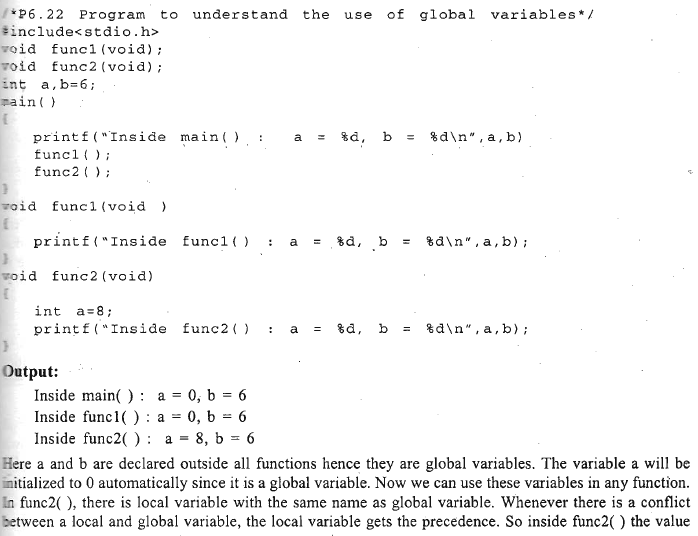 /*P6.22 Program to understand the use of global variables*/
#include<stdio.h>
void func1(void);
void func2(void);
int a,b=6;
main( )
{
printf("Inside main( ) : a = %d, b = %d\n",a,b)
func1( );
func2( );
}
void func1(void )
{
printf("Inside func1( ) : a = %d, b = %d\n",a,b);
}
void func2(void)
{
int a=8;
printf("Inside func2( ) : a = %d, b = %d\n",a,b);
}
Output:
Inside main( ) : a = 0, b = 6
Inside func1( ) : a = 0, b = 6
Inside func2( ) : a = 8, b = 6
Here a and b are declared outside all functions hence they are global variables. The variable a will be
initialized to 0 automatically since it is a global variable. Now we can use these variables in any function.
In func2( ), there is local variable with the same name as global variable. Whenever there is a conflict
between a local and global variable, the local variable gets the precedence. So inside func2( ) the value